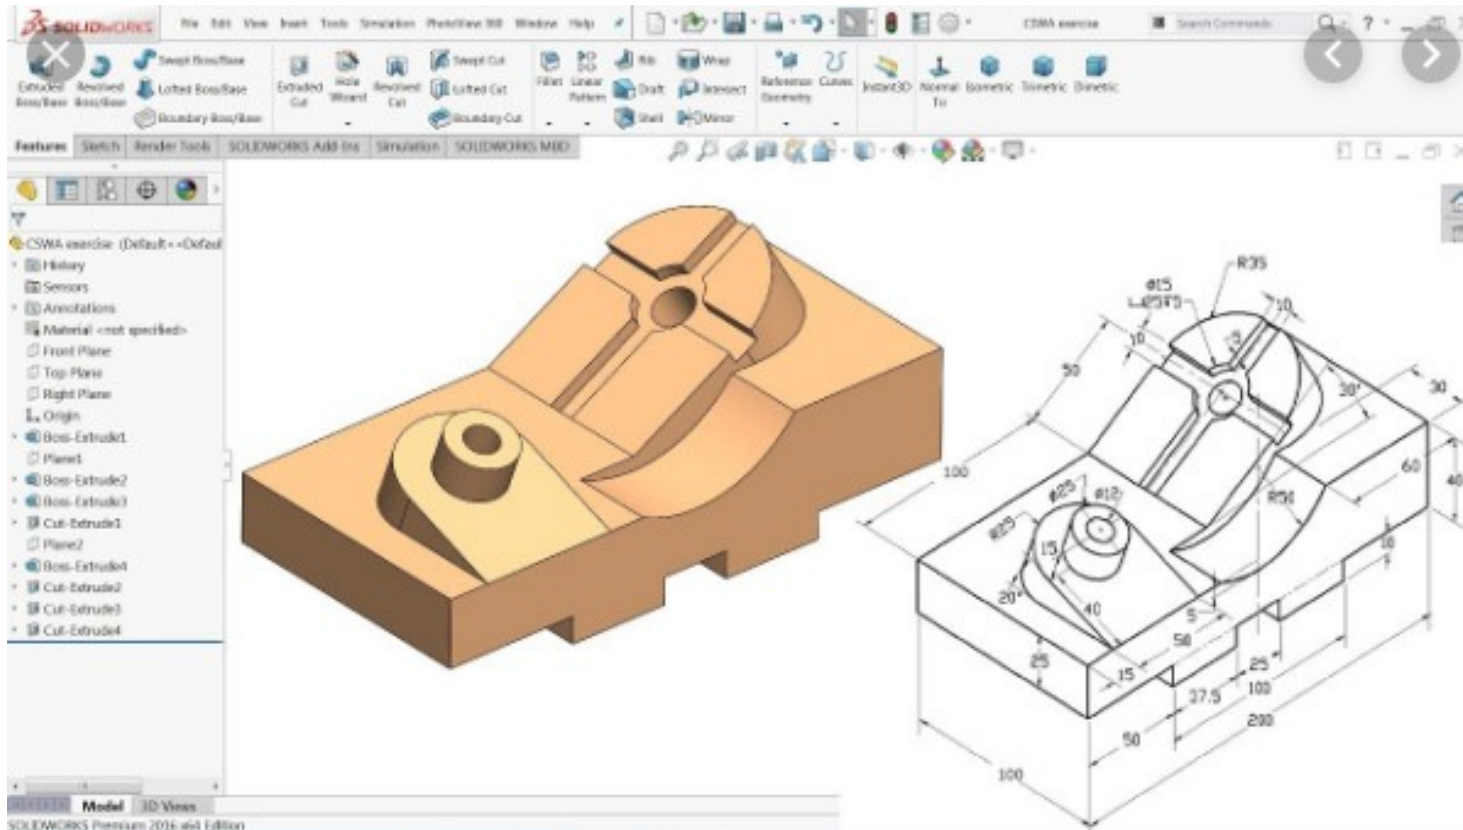 SOLIDWORKS File Edit View Insert Tools Simulation PhotoView 360 Window Help CSWA exercise Search Commands ?
Extruded Boss/Base
Revolved Boss/Base
Swept Boss/Base
Lofted Boss/Base
Boundary Boss/Base
Extruded Cut
Hole Wizard
Revolved Cut
Swept Cut
Lofted Cut
Boundary Cut
Fillet
Linear Pattern
Rib
Draft
Shell
Wrap
Intersect
Mirror
Reference Geometry
Curves
Instant3D
Normal To
Isometric
Trimetric
Dimetric
Features Sketch Render Tools SOLIDWORKS Add-Ins Simulation SOLIDWORKS MBD
CSWA exercise (Default<<Defaul
History
Sensors
Annotations
Material <not specified>
Front Plane
Top Plane
Right Plane
Origin
Boss-Extrude1
Plane1
Boss-Extrude2
Boss-Extrude3
Cut-Extrude1
Plane2
Boss-Extrude4
Cut-Extrude2
Cut-Extrude3
Cut-Extrude4
R35
ø15
10
10
5
50
30°
30
100
60
40
R50
ø25
ø12
R25
15
10
20°
40
5
50
25
15
25
37.5
100
200
50
100
Model 3D Views
SOLIDWORKS Premium 2016 x64 Edition